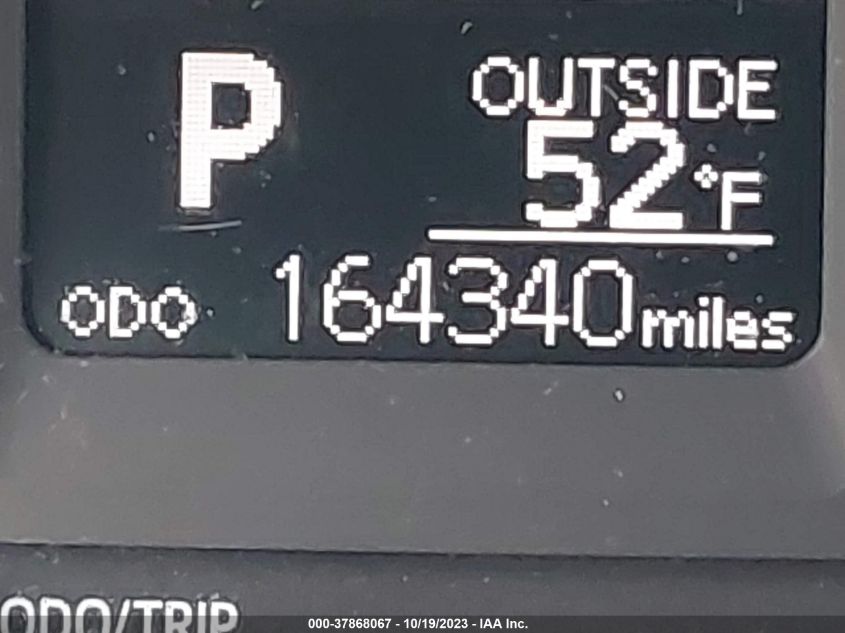 P
OUTSIDE
52°F
ODO 164340 miles
ODO/TRIP
000-37868067 - 10/19/2023 - IAA Inc.